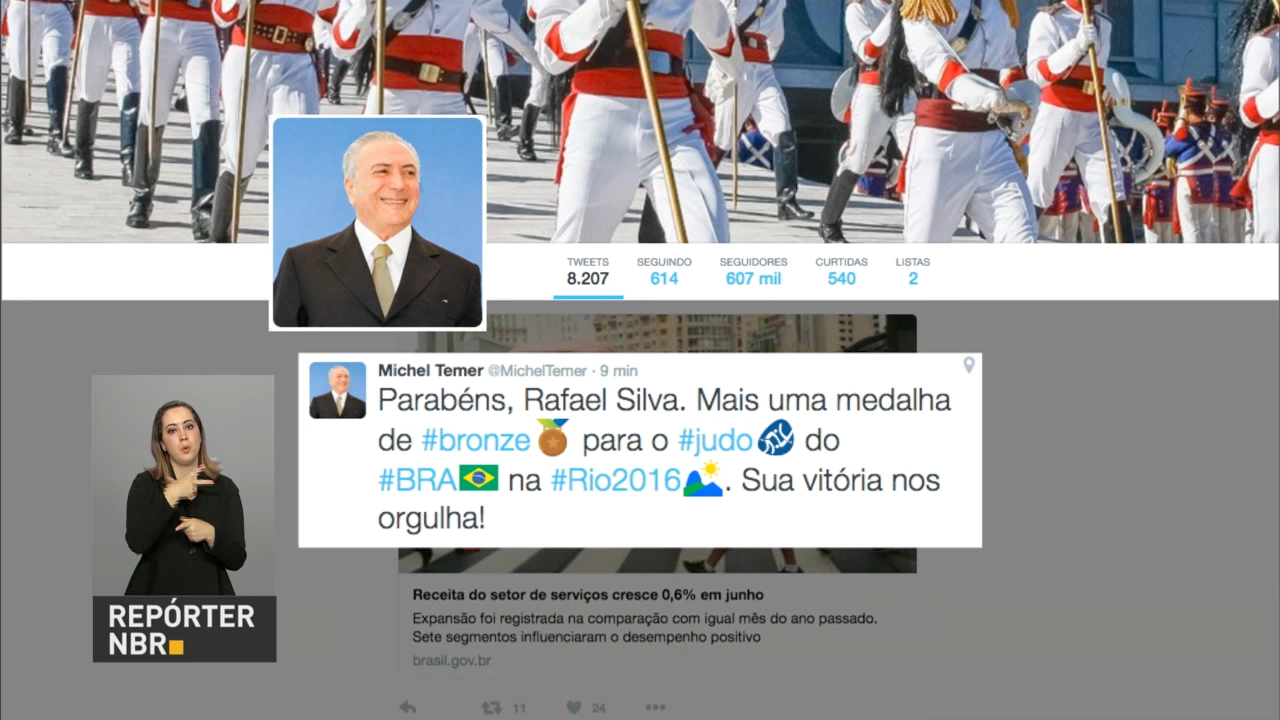 TWEETS SEGUINDO SEGUIDORES CURTIDAS LISTAS
8.207 614 607 mil 540 2
Michel Temer @MichelTemer · 9 min
Parabéns, Rafael Silva. Mais uma medalha
de #bronze para o #judo do
#BRA na #Rio2016. Sua vitória nos
orgulha!
REPÓRTER
NBR
Receita do setor de serviços cresce 0,6% em junho
Expansão foi registrada na comparação com igual mês do ano passado.
Sete segmentos influenciaram o desempenho positivo
brasil.gov.br
11 24